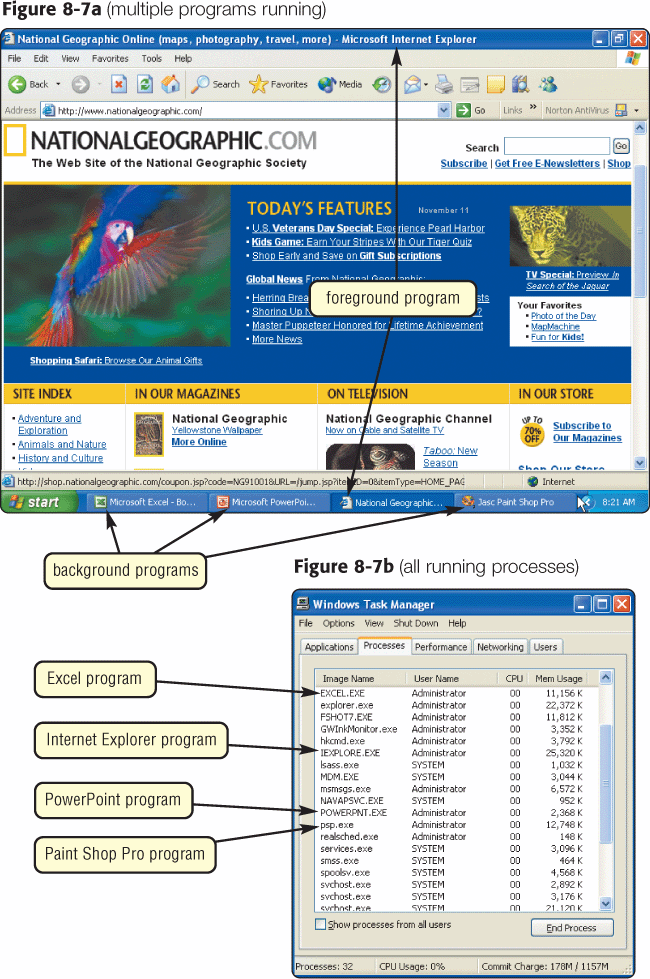 Figure 8-7a (multiple programs running)
National Geographic Online (maps, photography, travel, more) - Microsoft Internet Explorer
File Edit View Favorites Tools Help
Back Search Favorites Media
Address http://www.nationalgeographic.com/ Go Links » Norton AntiVirus
NATIONALGEOGRAPHIC.COM
The Web Site of the National Geographic Society
Search Go
Subscribe | Get Free E-Newsletters | Shop
TODAY'S FEATURES November 11
• U.S. Veterans Day Special: Experience Pearl Harbor
• Kids Game: Earn Your Stripes With Our Tiger Quiz
• Shop Early and Save on Gift Subscriptions
Global News From National Geographic:
• Herring
• Shoring Up
• Master Puppeteer Honored for Lifetime Achievement
• More News
foreground program
TV Special: Preview In
Search of the Jaguar
Your Favorites
• Photo of the Day
• MapMachine
• Fun for Kids!
Shopping Safari: Browse Our Animal Gifts
SITE INDEX
• Adventure and
Exploration
• Animals and Nature
• History and Culture
IN OUR MAGAZINES
National Geographic
Yellowstone Wallpaper
More Online
ON TELEVISION
National Geographic Channel
Now on Cable and Satellite TV
Taboo: New
Season
IN OUR STORE
UP TO
70%
OFF
Subscribe to
Our Magazines
Shop Our Store
http://shop.nationalgeographic.com/coupon.jsp?code=NG91001&URL=/jump.jsp?itemID=0&itemType=HOME_PAG Internet
start Microsoft Excel - Bo... Microsoft PowerPoi... National Geographic... Jasc Paint Shop Pro 8:21 AM
background programs
Figure 8-7b (all running processes)
Windows Task Manager
File Options View Shut Down Help
Applications Processes Performance Networking Users
Image Name User Name CPU Mem Usage
EXCEL.EXE Administrator 00 11,156 K
explorer.exe Administrator 00 22,372 K
FSHOT7.EXE Administrator 00 11,812 K
GWInkMonitor.exe Administrator 00 3,352 K
hkcmd.exe Administrator 00 3,792 K
IEXPLORE.EXE Administrator 00 25,320 K
lsass.exe SYSTEM 00 1,032 K
MDM.EXE SYSTEM 00 3,044 K
msmsgs.exe Administrator 00 6,572 K
NAVAPSVC.EXE SYSTEM 00 952 K
POWERPNT.EXE Administrator 00 2,368 K
psp.exe Administrator 00 12,748 K
realsched.exe Administrator 00 148 K
services.exe SYSTEM 00 3,096 K
smss.exe SYSTEM 00 464 K
spoolsv.exe SYSTEM 00 4,568 K
svchost.exe SYSTEM 00 2,892 K
svchost.exe SYSTEM 00 3,176 K
svchost.exe SYSTEM 00 21,120 K
Excel program
Internet Explorer program
PowerPoint program
Paint Shop Pro program
Show processes from all users End Process
Processes: 32 CPU Usage: 0% Commit Charge: 178M / 1157M